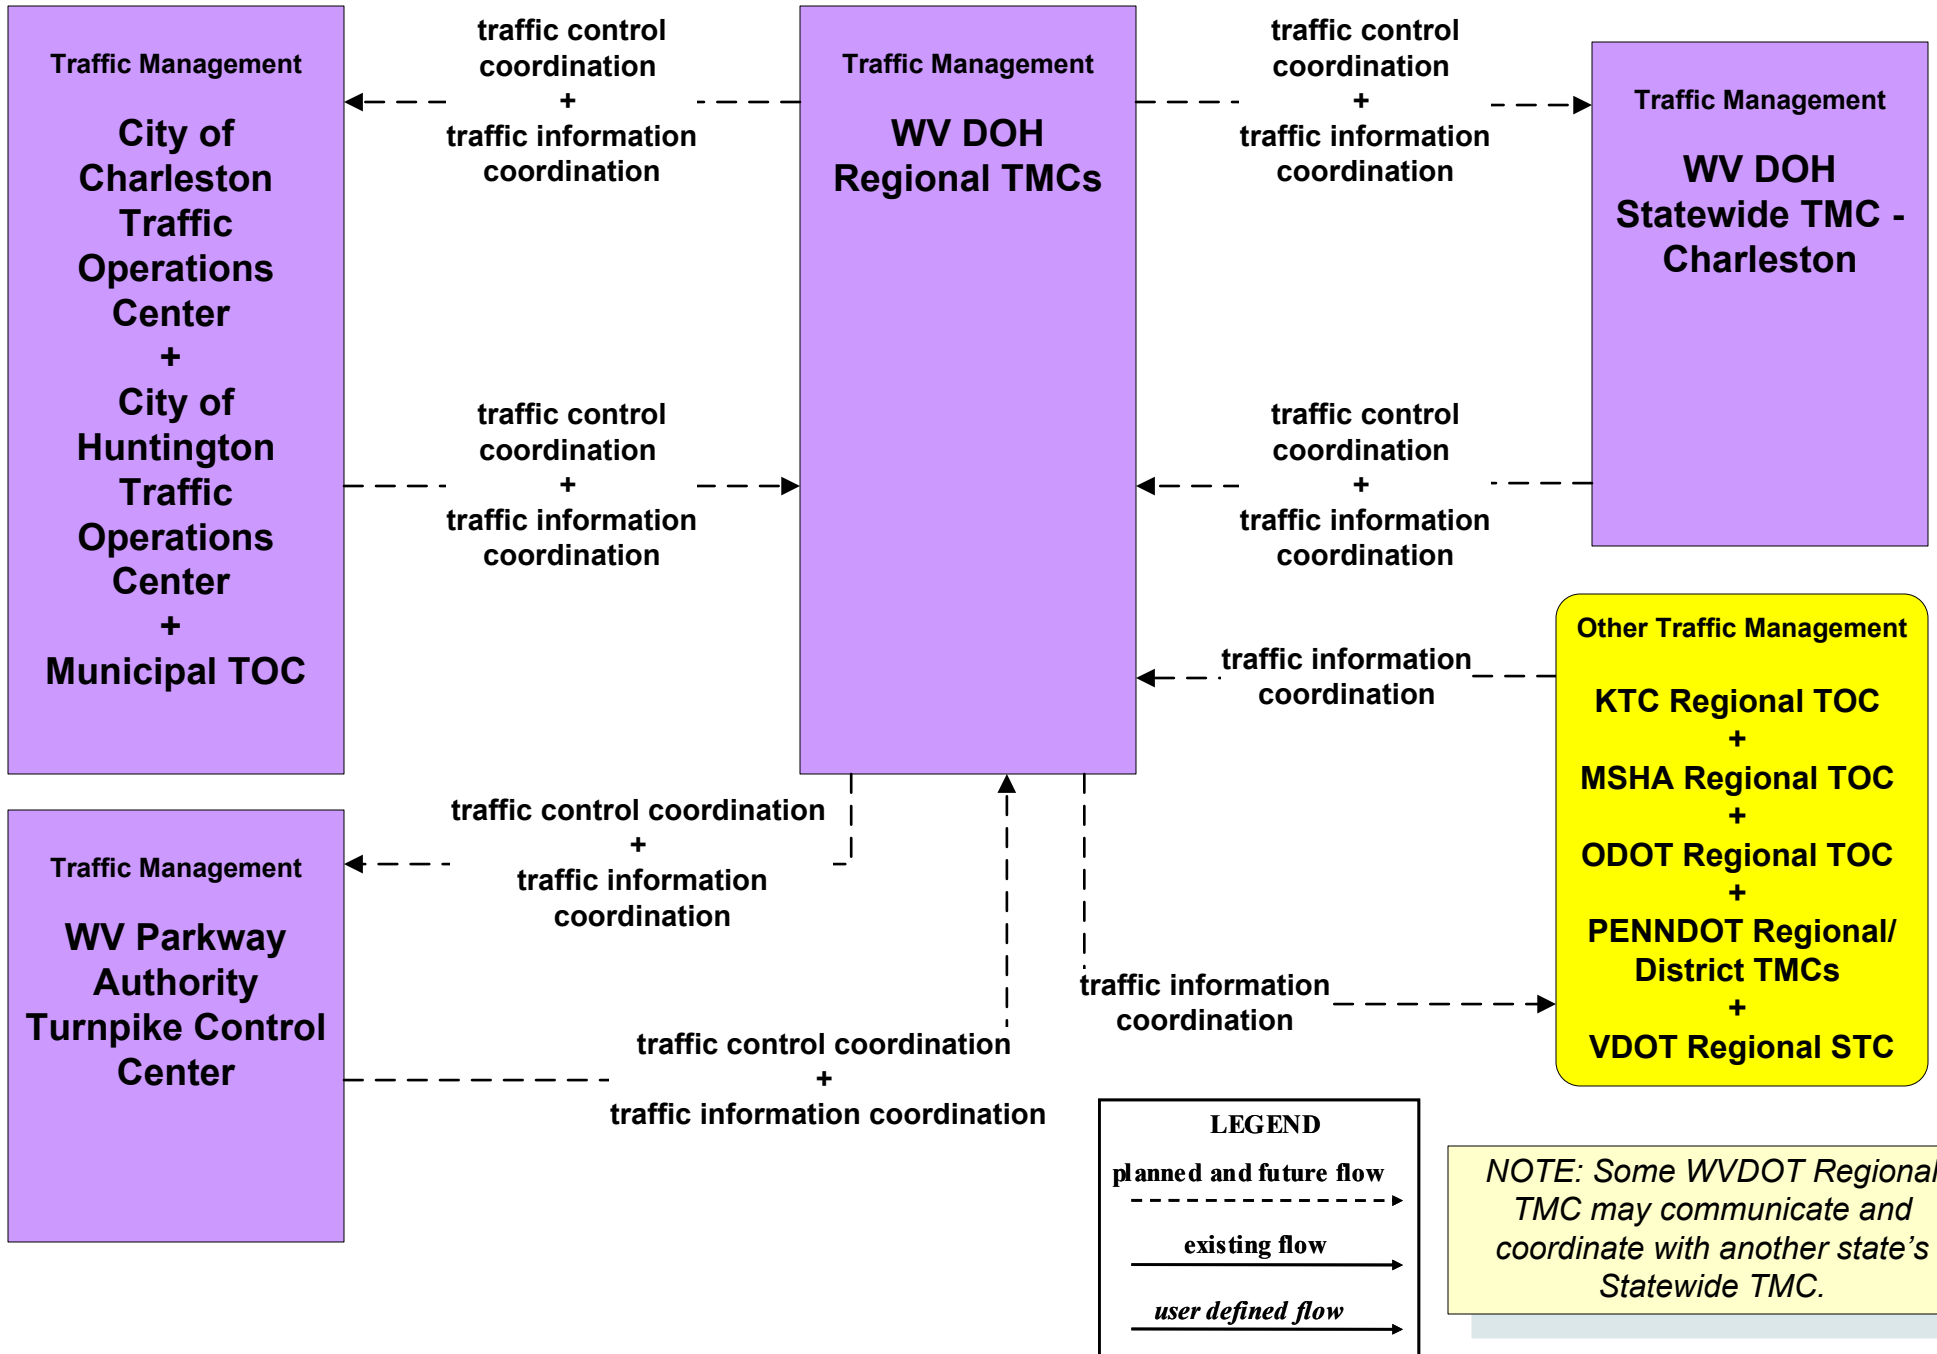 Traffic Management
City of
Charleston
Traffic
Operations
Center
+
City of
Huntington
Traffic
Operations
Center
+
Municipal TOC
traffic control
coordination
+
traffic information
coordination
traffic control
coordination
+
traffic information
coordination
Traffic Management
WV DOH
Regional TMCs
traffic control
coordination
+
traffic information
coordination
traffic control
coordination
+
traffic information
coordination
Traffic Management
WV DOH
Statewide TMC -
Charleston
traffic information
coordination
Other Traffic Management
KTC Regional TOC
+
MSHA Regional TOC
+
ODOT Regional TOC
+
PENNDOT Regional/
District TMCs
+
VDOT Regional STC
Traffic Management
WV Parkway
Authority
Turnpike Control
Center
traffic control coordination
+
traffic information
coordination
traffic control coordination
+
traffic information coordination
traffic information
coordination
LEGEND
planned and future flow
existing flow
user defined flow
NOTE: Some WVDOT Regional
TMC may communicate and
coordinate with another state's
Statewide TMC.